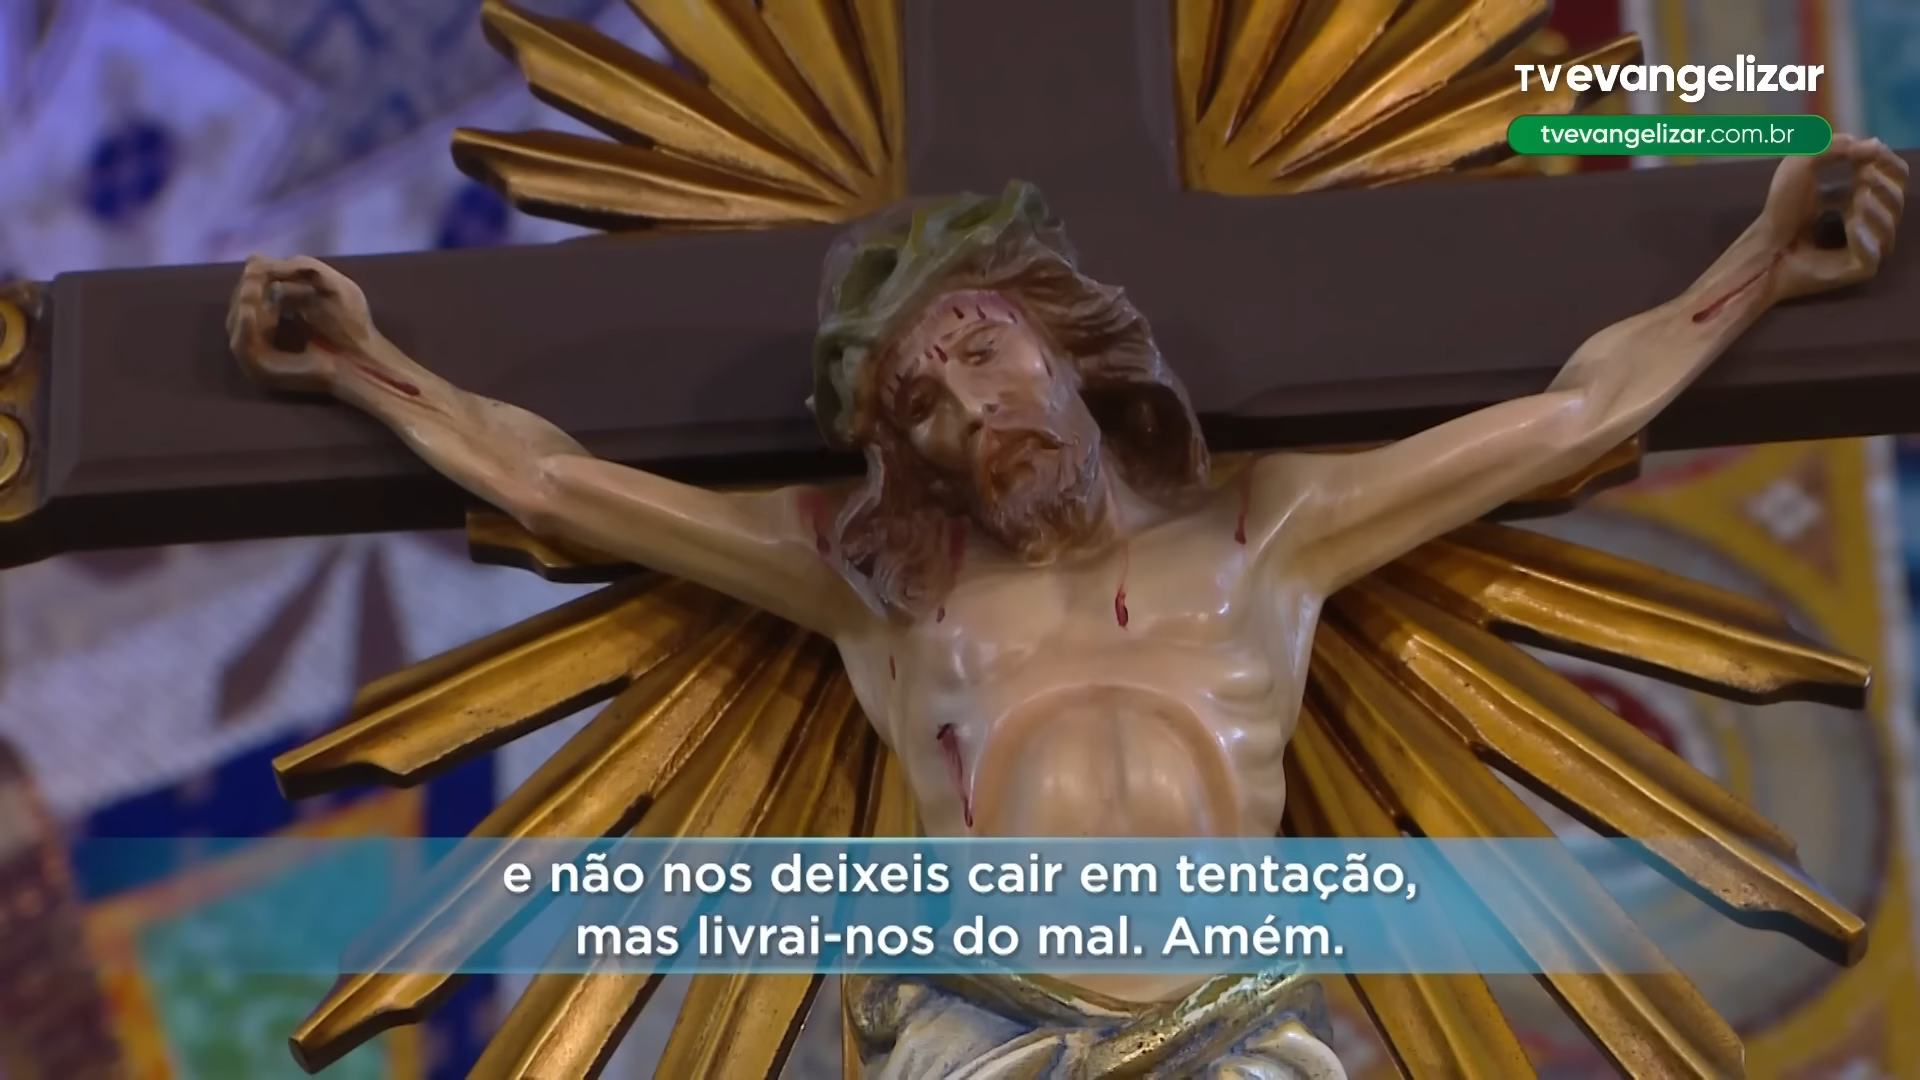 TVevangelizar
tvevangelizar.com.br
e não nos deixeis cair em tentação,
mas livrai-nos do mal. Amém.